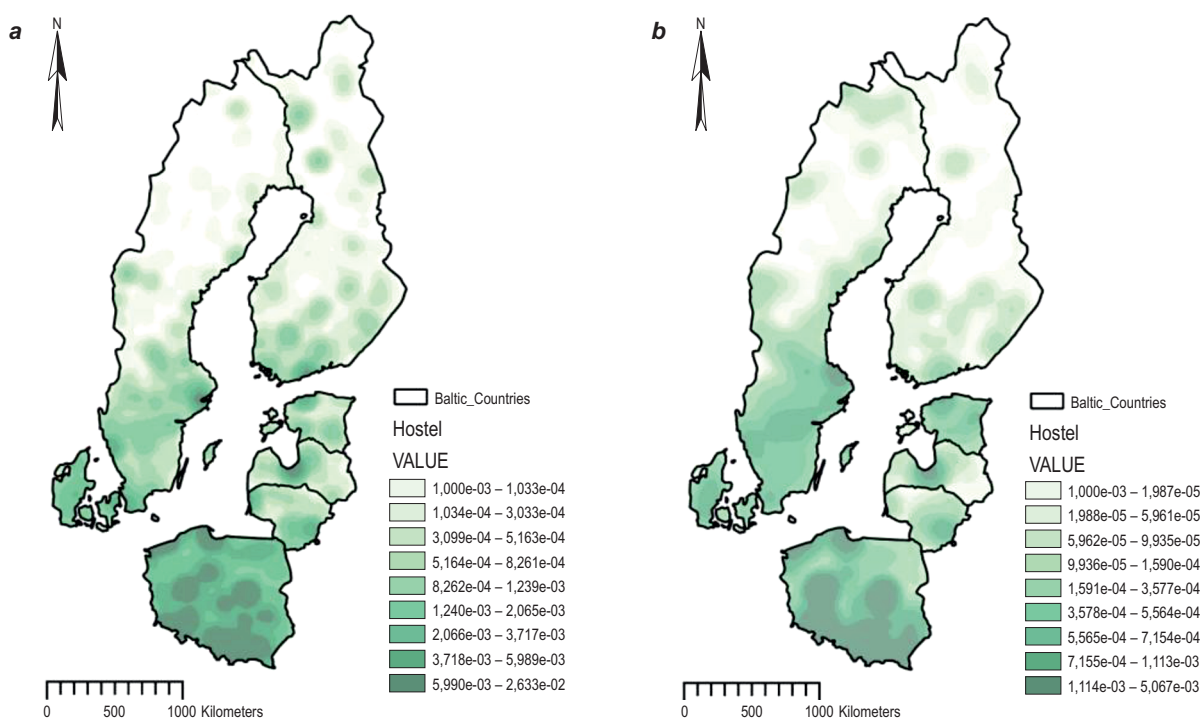 a
N
Baltic_Countries
Hostel
VALUE
1,000e-03 – 1,033e-04
1,034e-04 – 3,033e-04
3,099e-04 – 5,163e-04
5,164e-04 – 8,261e-04
8,262e-04 – 1,239e-03
1,240e-03 – 2,065e-03
2,066e-03 – 3,717e-03
3,718e-03 – 5,989e-03
5,990e-03 – 2,633e-02
0 500 1000 Kilometers
b
N
Baltic_Countries
Hostel
VALUE
1,000e-03 – 1,987e-05
1,988e-05 – 5,961e-05
5,962e-05 – 9,935e-05
9,936e-05 – 1,590e-04
1,591e-04 – 3,577e-04
3,578e-04 – 5,564e-04
5,565e-04 – 7,154e-04
7,155e-04 – 1,113e-03
1,114e-03 – 5,067e-03
0 500 1000 Kilometers